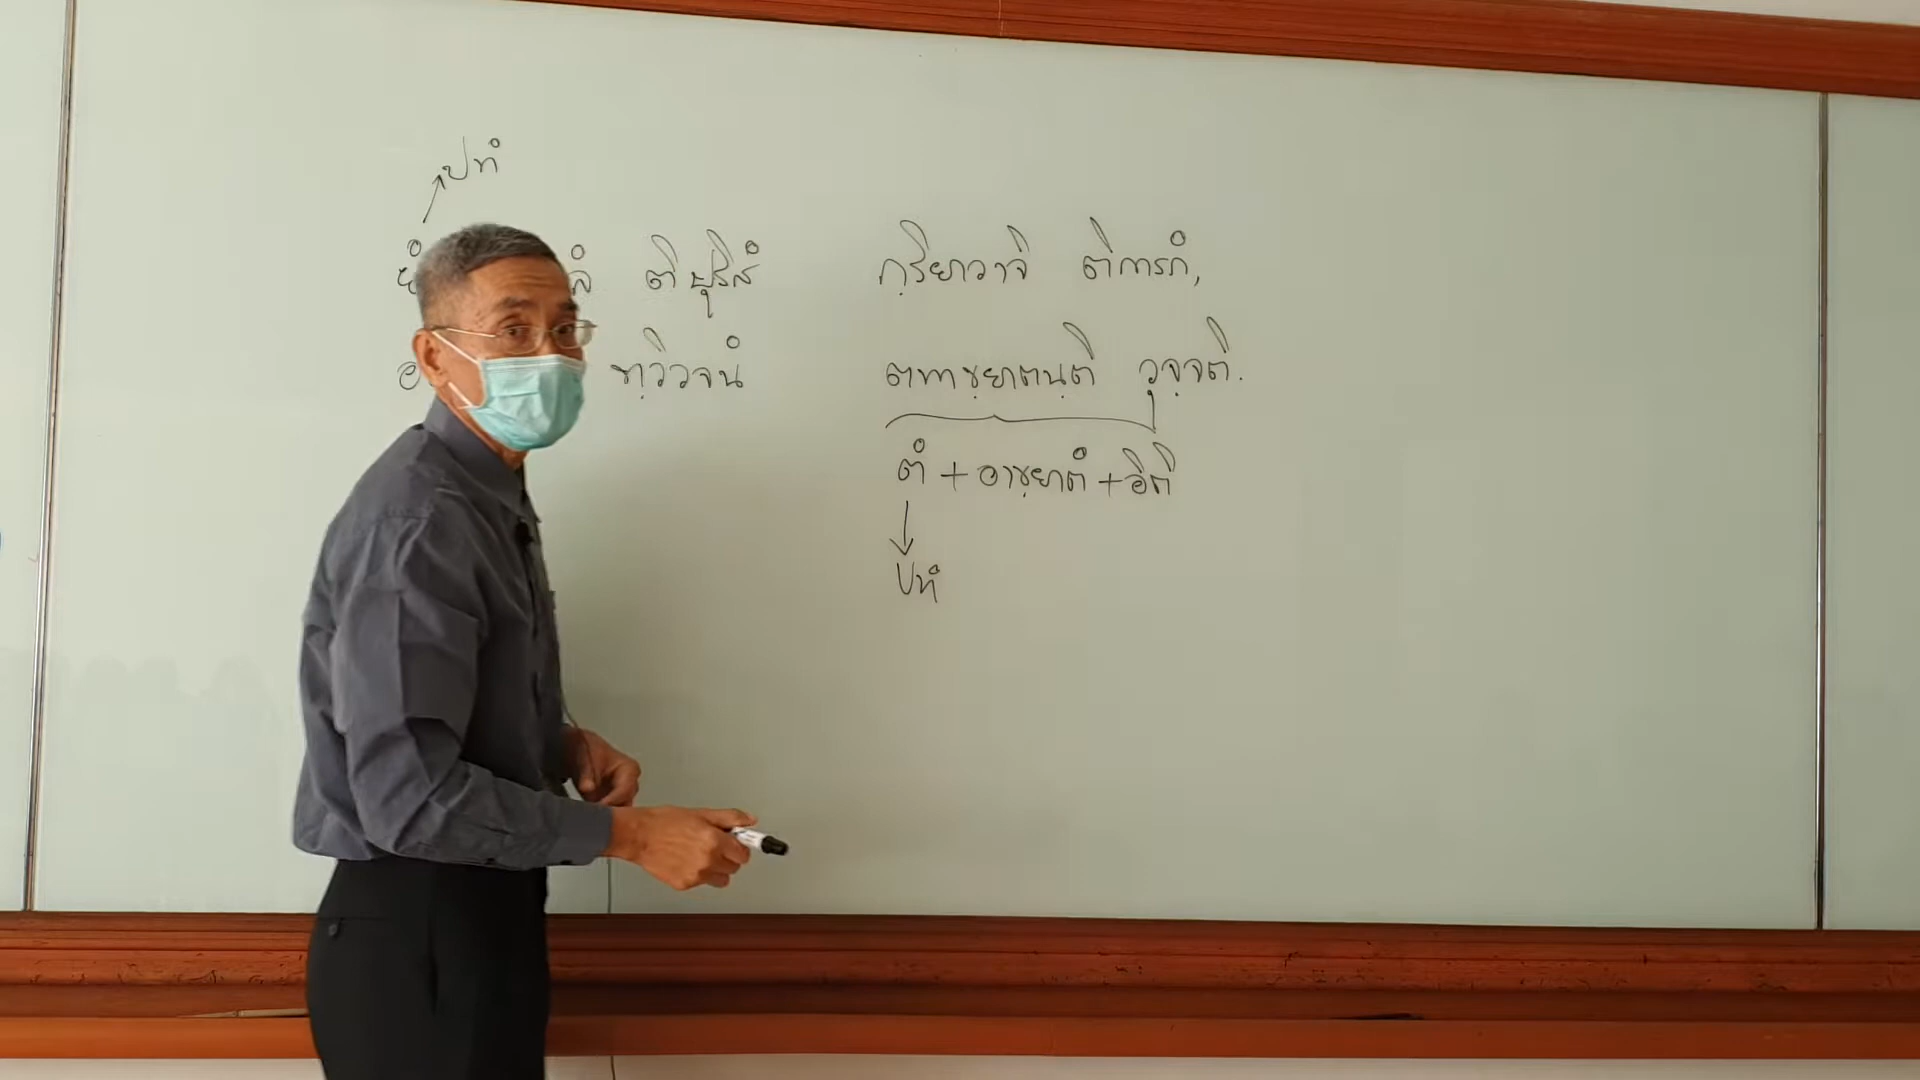 ปทํ
ยํ ลํ ติปุริสํ กฺริยาวาจิ ติการกํ,
ทฺวิวจนํ ตทาขฺยาตนฺติ วุจฺจติ.
ตํ + อาขฺยาตํ + อิติ
ปทํ